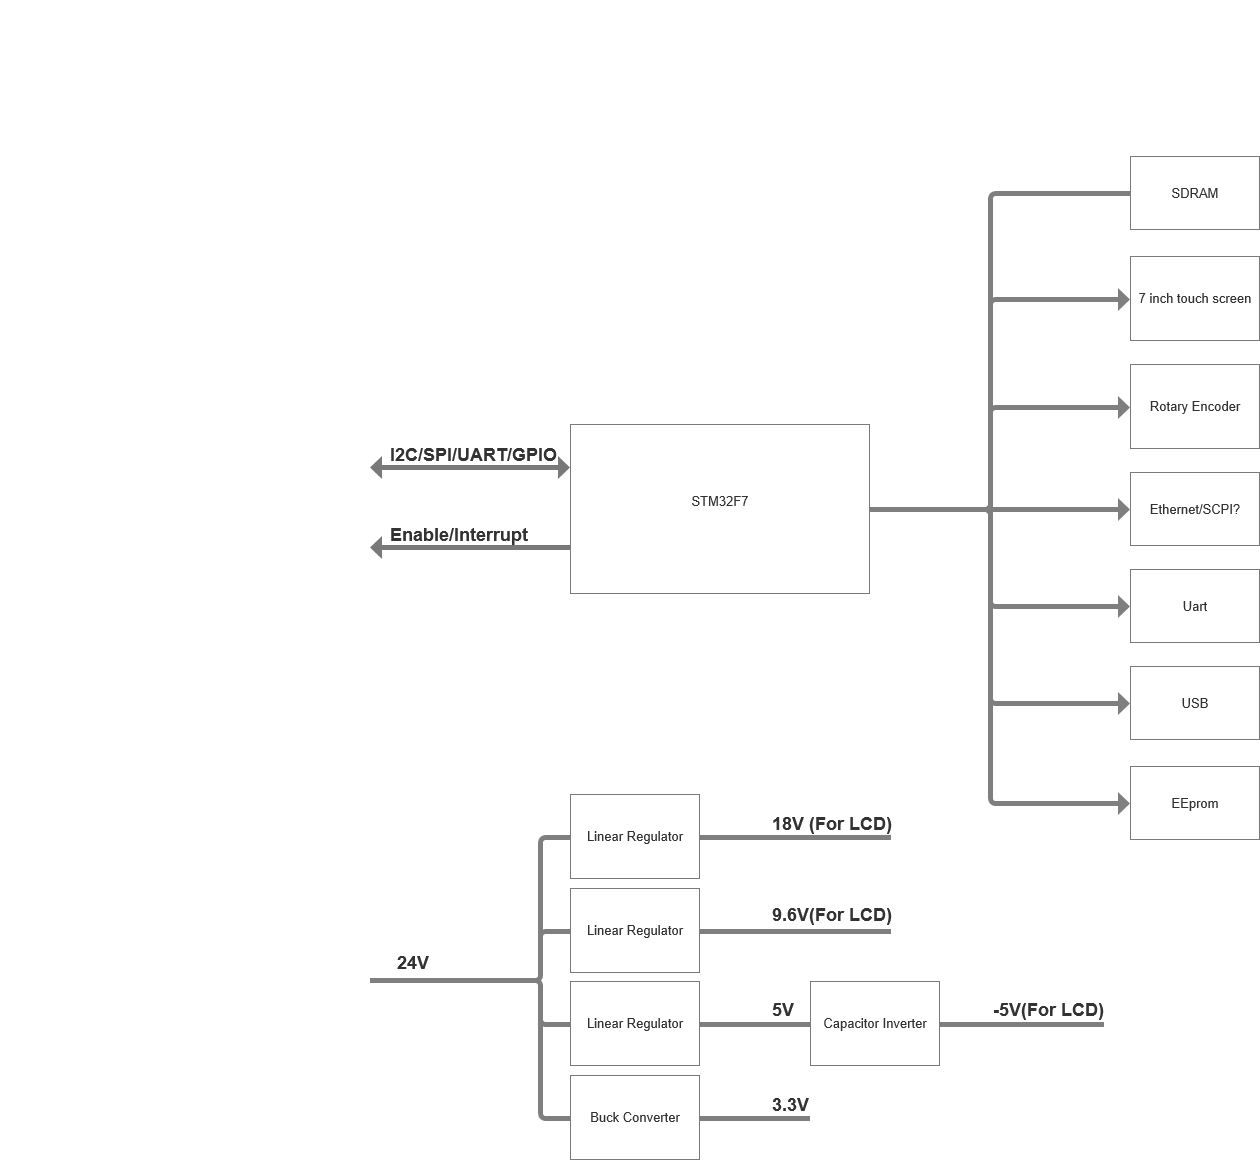 SDRAM
7 inch touch screen
Rotary Encoder
I2C/SPI/UART/GPIO
STM32F7
Ethernet/SCPI?
Enable/Interrupt
Uart
USB
EEprom
18V (For LCD)
Linear Regulator
9.6V(For LCD)
Linear Regulator
24V
5V
-5V(For LCD)
Linear Regulator
Capacitor Inverter
3.3V
Buck Converter